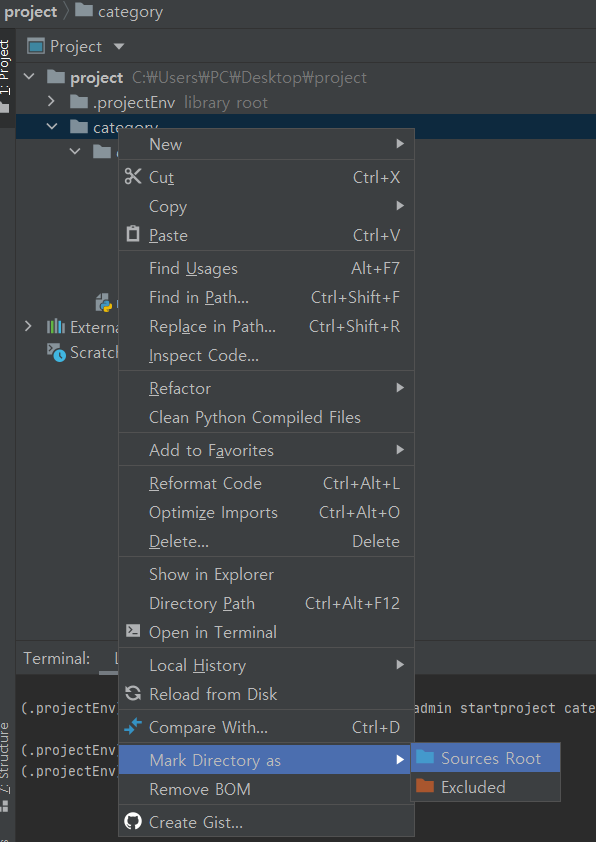 project 〉 category
1: Project
Project
project C:₩Users₩PC₩Desktop₩project
.projectEnv library root
category
New
Cut Ctrl+X
Copy
Paste Ctrl+V
Find Usages Alt+F7
Find in Path... Ctrl+Shift+F
Replace in Path... Ctrl+Shift+R
Inspect Code...
Refactor
Clean Python Compiled Files
Add to Favorites
Reformat Code Ctrl+Alt+L
Optimize Imports Ctrl+Alt+O
Delete... Delete
Show in Explorer
Directory Path Ctrl+Alt+F12
Open in Terminal
Local History
Reload from Disk
Compare With... Ctrl+D
Mark Directory as
Remove BOM
Create Gist...
Sources Root
Excluded
Externa
Scratch
Terminal: L
(.projectEnv) admin startproject cate
(.projectEnv)
(.projectEnv)
7: Structure